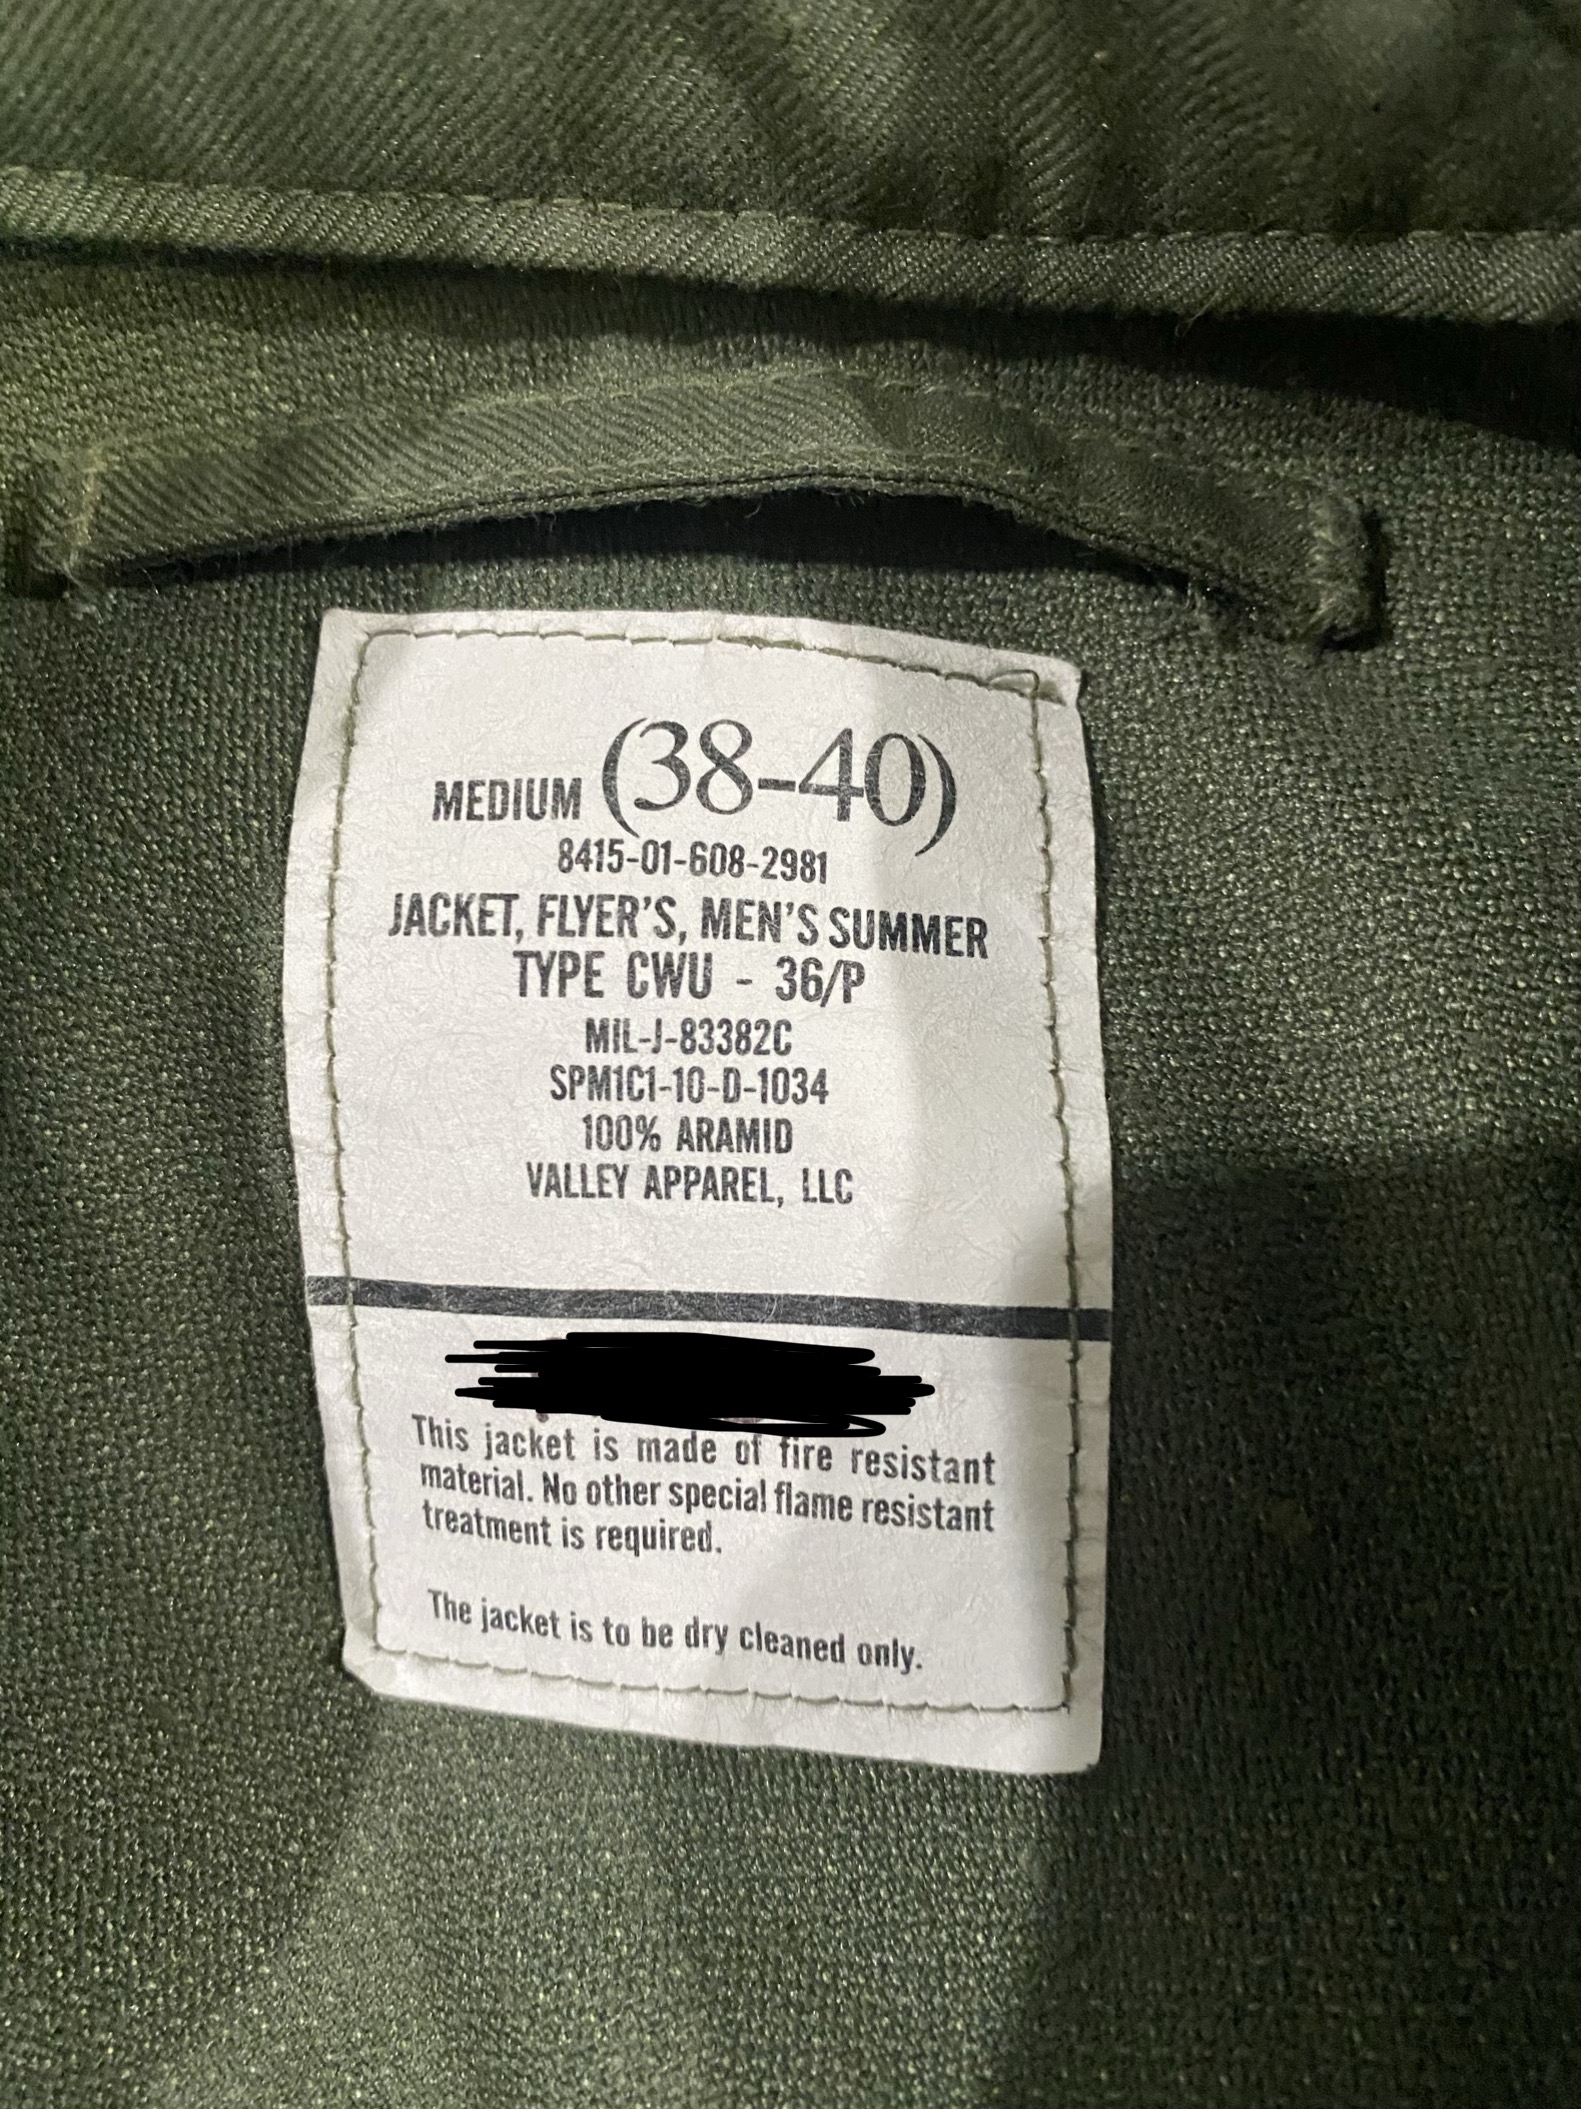 MEDIUM (38-40)
8415-01-608-2981
JACKET, FLYER'S, MEN'S SUMMER
TYPE CWU - 36/P
MIL-J-83382C
SPM1C1-10-D-1034
100% ARAMID
VALLEY APPAREL, LLC
This jacket is made of fire resistant
material. No other special flame resistant
treatment is required.
The jacket is to be dry cleaned only.